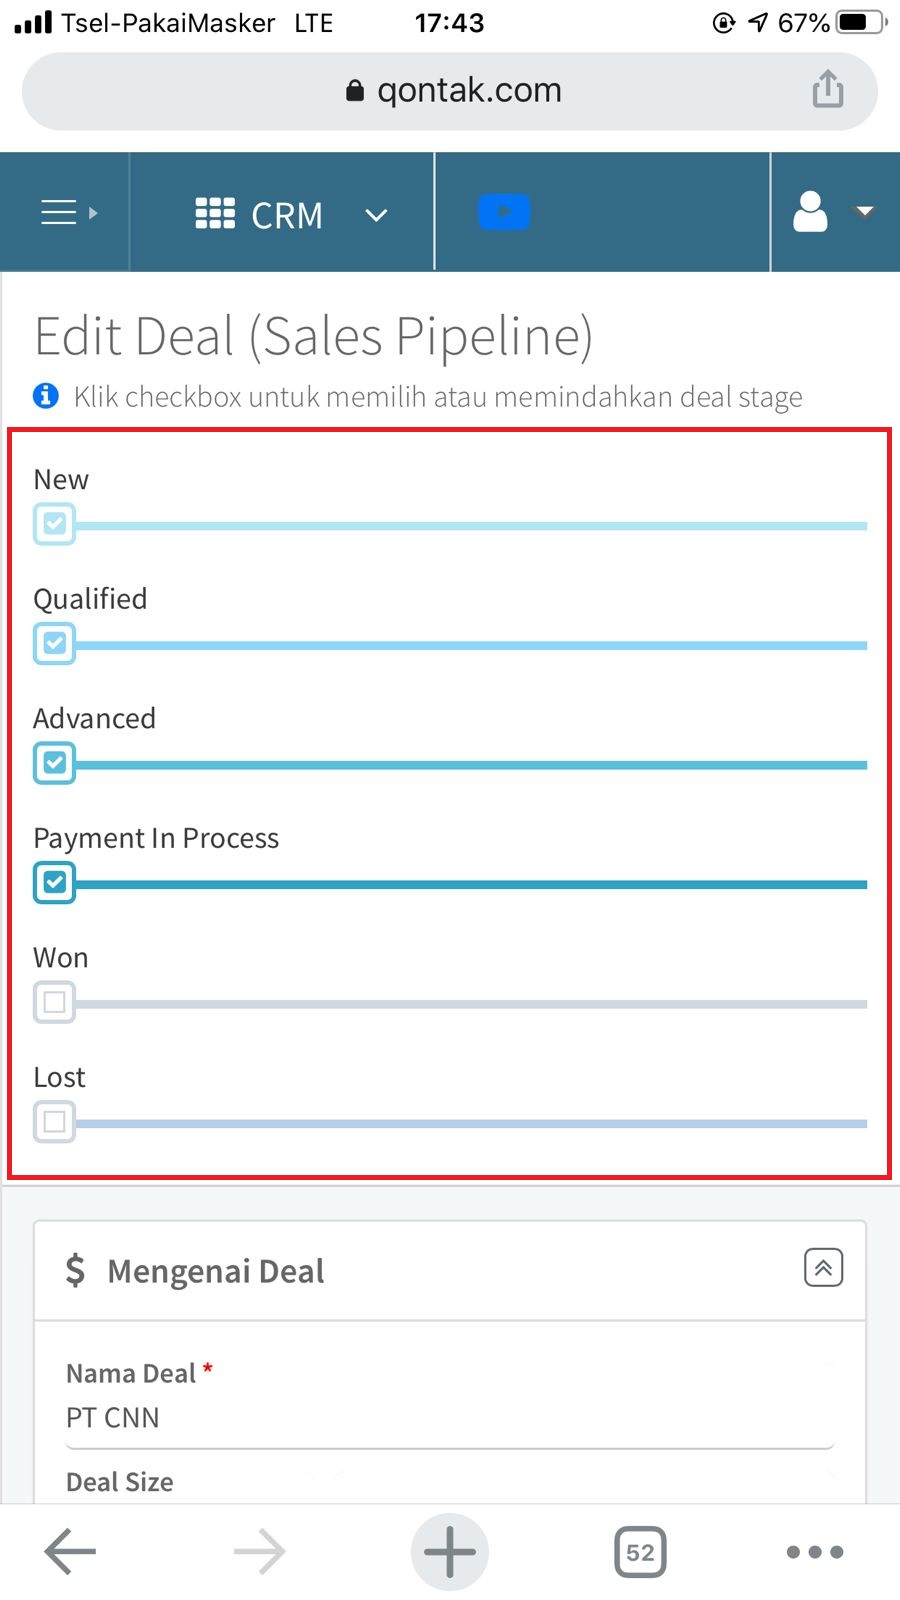 Tsel-PakaiMasker LTE 17:43 67%
qontak.com
CRM
Edit Deal (Sales Pipeline)
Klik checkbox untuk memilih atau memindahkan deal stage
New
Qualified
Advanced
Payment In Process
Won
Lost
$ Mengenai Deal
Nama Deal *
PT CNN
Deal Size
52